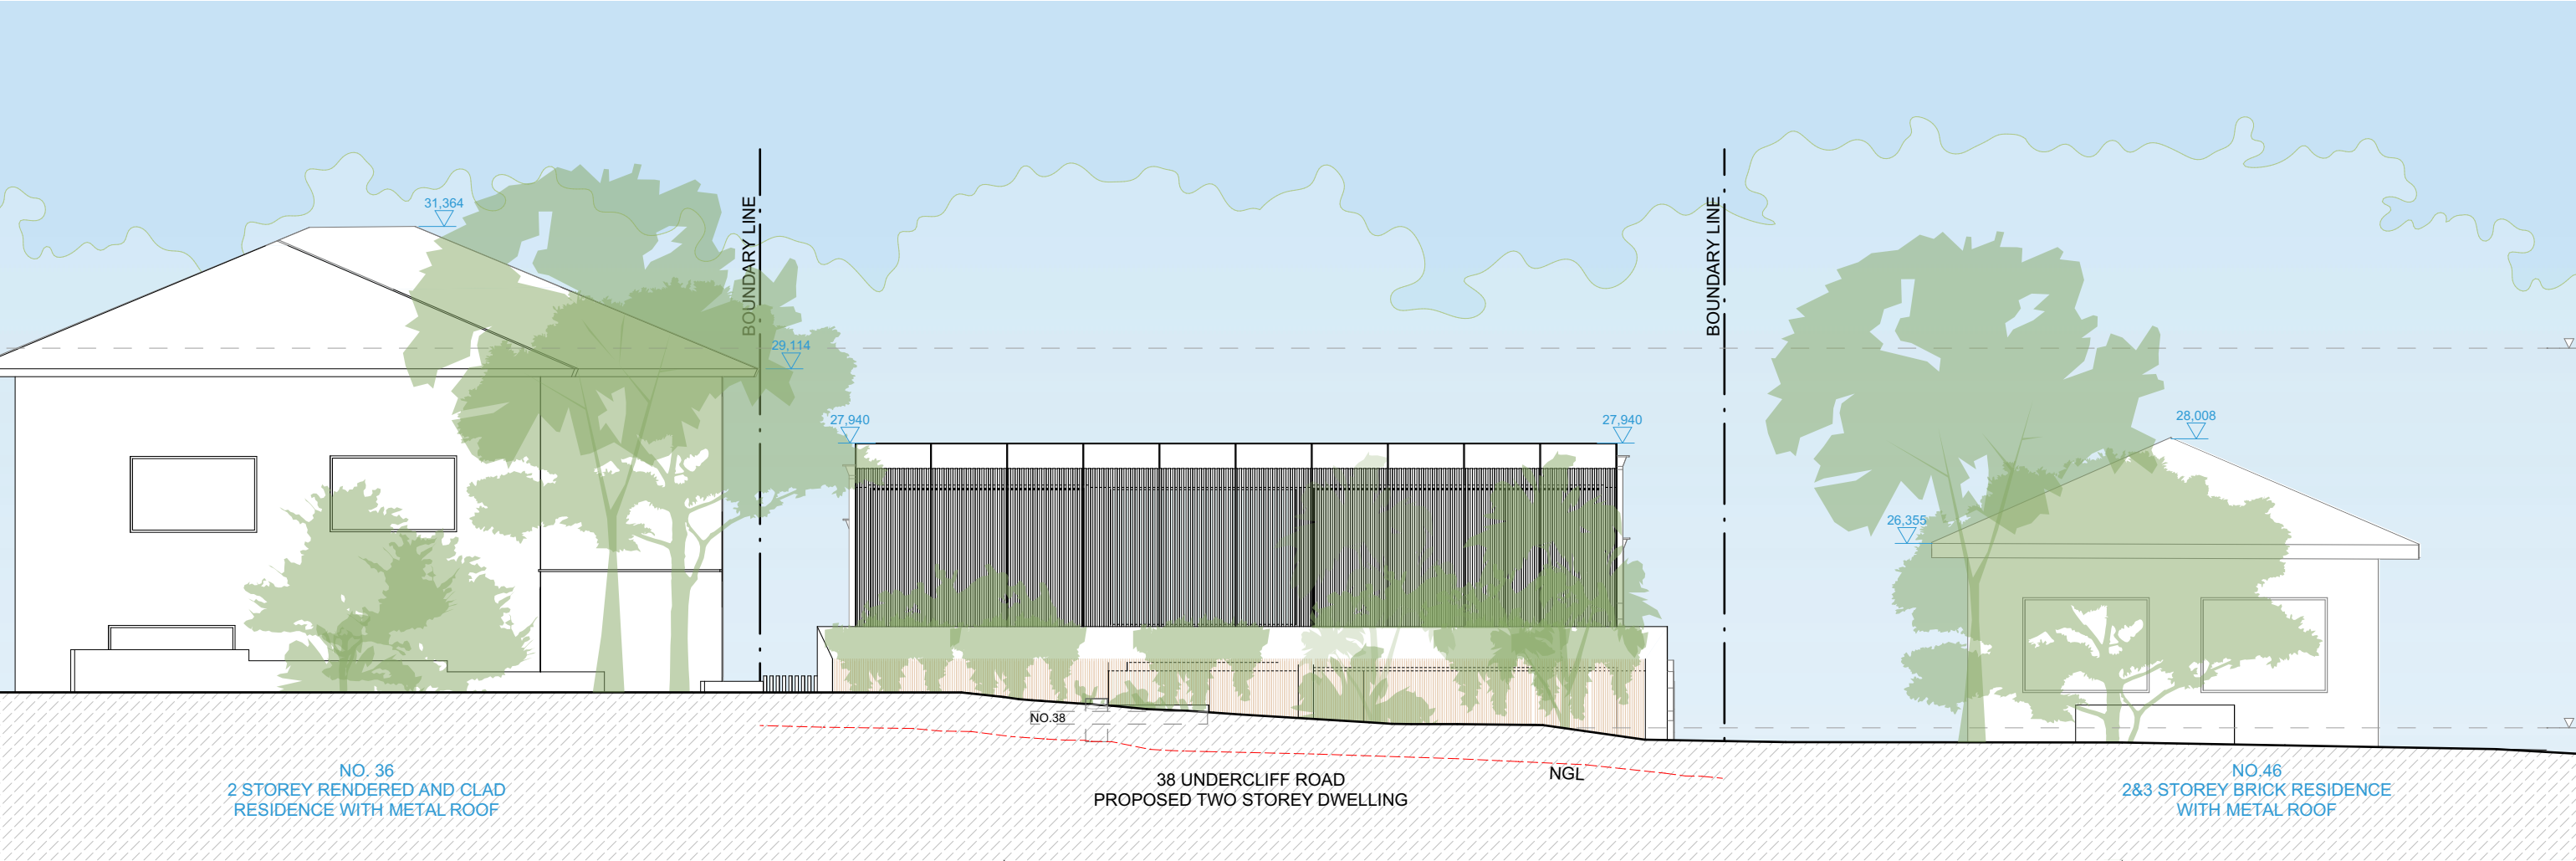 31,364
BOUNDARY LINE
BOUNDARY LINE
29,114
27,940
27,940
28,008
26,355
NO.38
NGL
NO. 36
2 STOREY RENDERED AND CLAD
RESIDENCE WITH METAL ROOF
38 UNDERCLIFF ROAD
PROPOSED TWO STOREY DWELLING
NO.46
2&3 STOREY BRICK RESIDENCE
WITH METAL ROOF